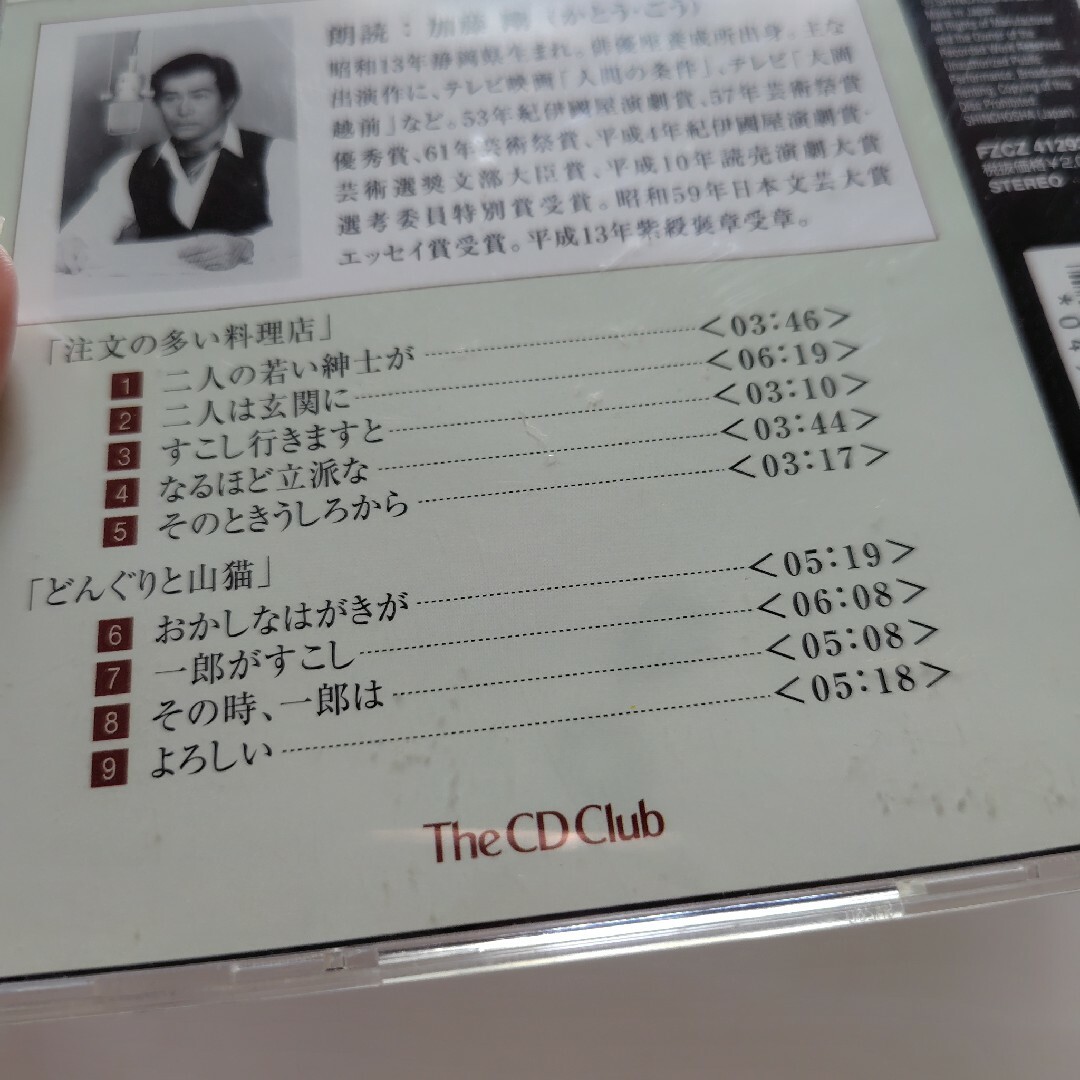 朗読：加藤 剛（かとう・ごう）
昭和13年静岡県生まれ。俳優座養成所出身。主な
出演作に、テレビ映画「人間の条件」、テレビ「大岡
越前」など。53年紀伊國屋演劇賞、57年芸術祭賞
優秀賞、61年芸術祭賞、平成4年紀伊國屋演劇賞・
芸術選奨文部大臣賞、平成10年読売演劇大賞
選考委員特別賞受賞。昭和59年日本文芸大賞
エッセイ賞受賞。平成13年紫綬褒章受章。
「注文の多い料理店」
1 二人の若い紳士が <03:46>
2 二人は玄関に <06:19>
3 すこし行きますと <03:10>
4 なるほど立派な <03:44>
5 そのときうしろから <03:17>
「どんぐりと山猫」
6 おかしなはがきが <05:19>
7 一郎がすこし <06:08>
8 その時、一郎は <05:08>
9 よろしい <05:18>
The CD Club
FZCZ 4129
税抜価格¥2,0
STEREO